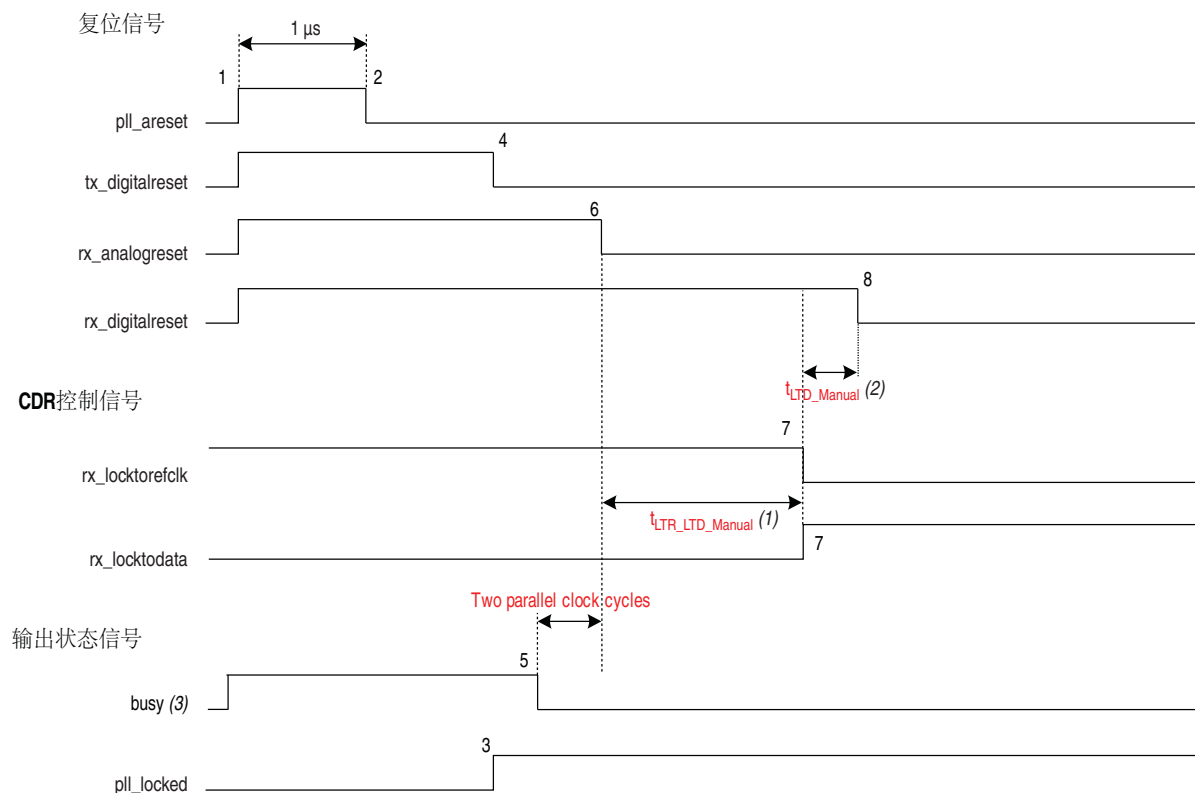 复位信号
1 µs
1
2
pll_areset
4
tx_digitalreset
6
rx_analogreset
8
rx_digitalreset
tLTD_Manual (2)
CDR控制信号
7
rx_locktorefclk
tLTR_LTD_Manual (1)
7
rx_locktodata
Two parallel clock cycles
输出状态信号
5
busy (3)
3
pll_locked